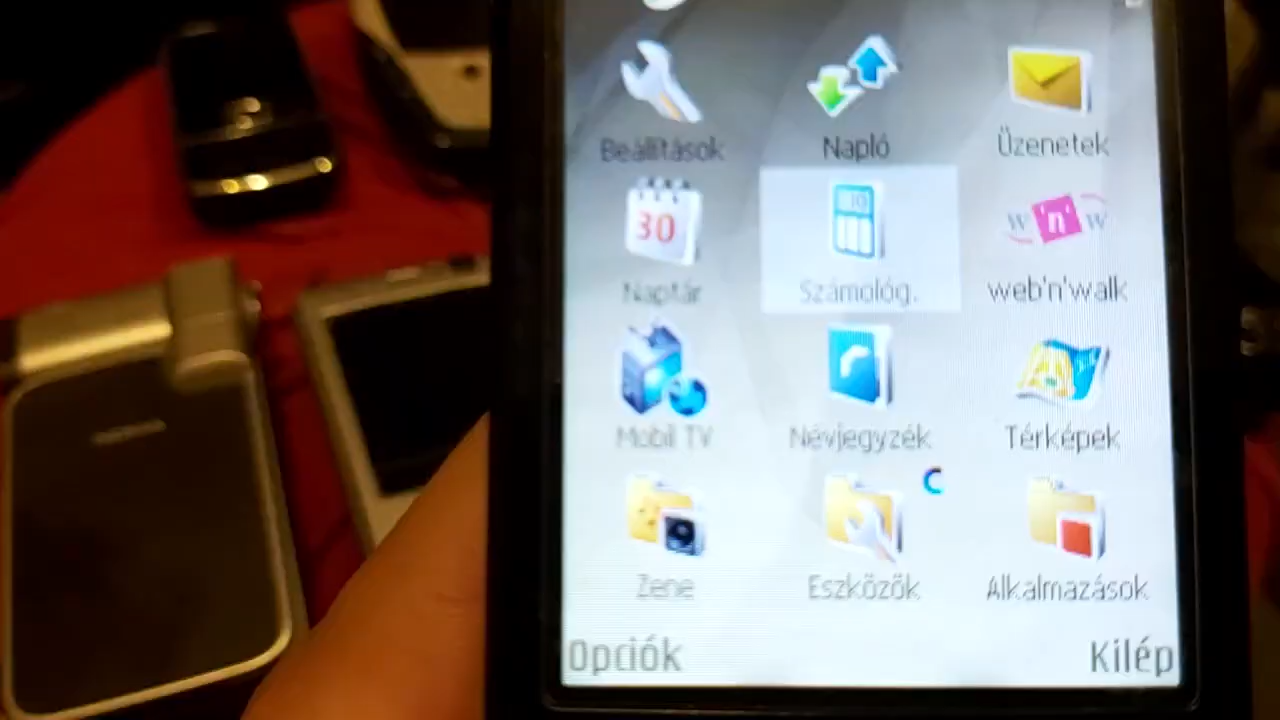 Beállítások Napló Üzenetek
30
Naptár Számológ. web'n'walk
w 'n' w
Mobil TV Névjegyzék Térképek
Zene Eszközök Alkalmazások
Opciók Kilép